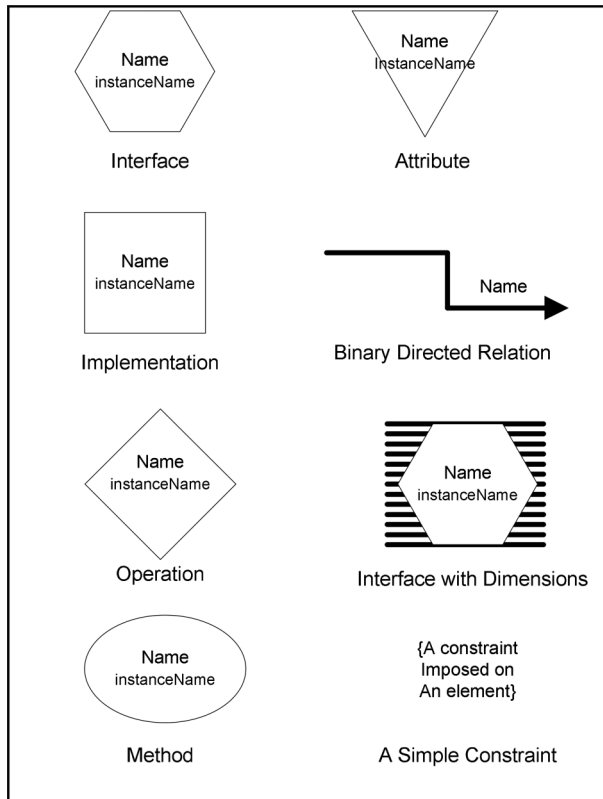 Name
instanceName
Interface
Name
InstanceName
Attribute
Name
instanceName
Implementation
Name
Binary Directed Relation
Name
instanceName
Operation
Name
instanceName
Interface with Dimensions
Name
instanceName
Method
{A constraint
Imposed on
An element}
A Simple Constraint